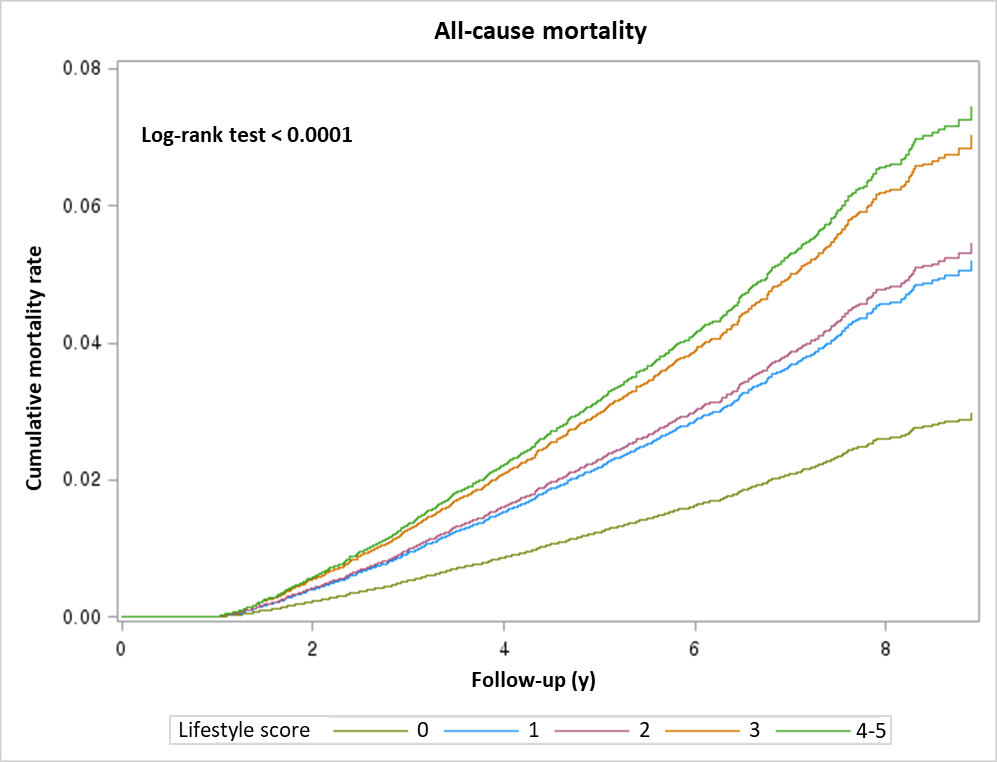 All-cause mortality
0.08
Log-rank test < 0.0001
0.06
0.04
0.02
0.00
Cumulative mortality rate
0 2 4 6 8
Follow-up (y)
Lifestyle score 0 1 2 3 4-5